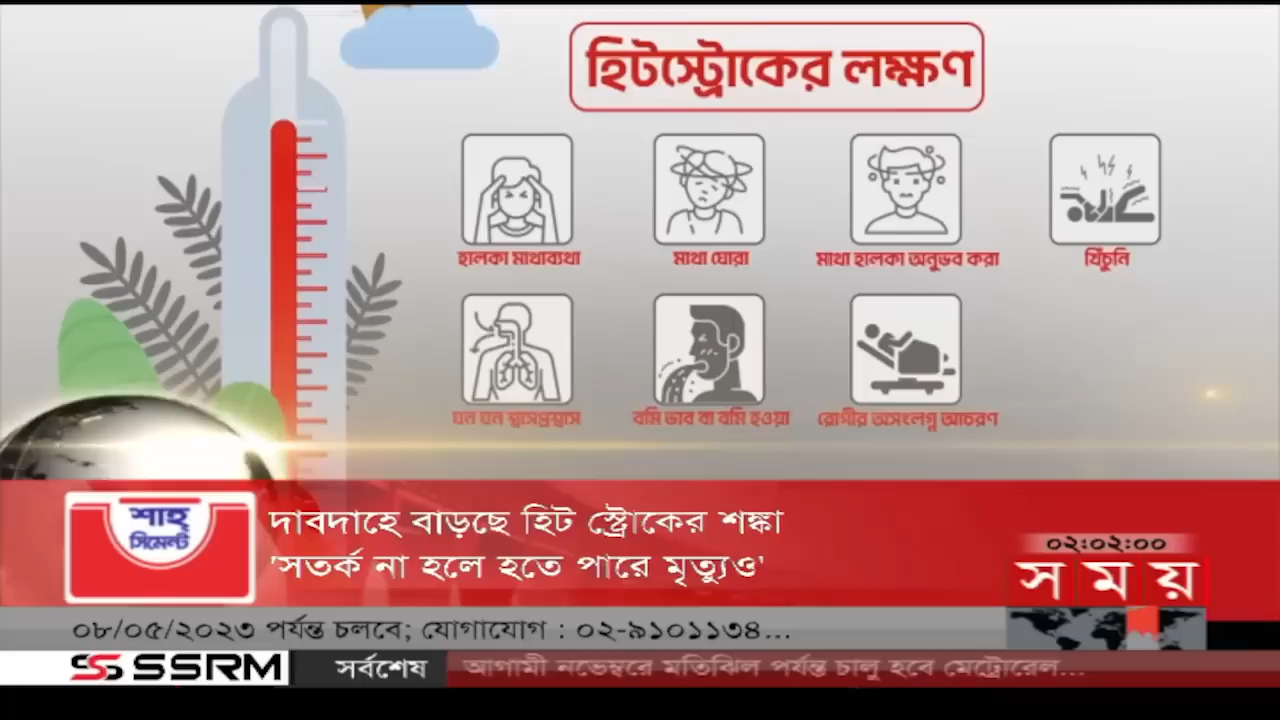 হিটস্ট্রোকের লক্ষণ
হালকা মাথাব্যথা
মাথা ঘোরা
মাথা হালকা অনুভব করা
খিঁচুনি
ঘন ঘন শ্বাসপ্রশ্বাস
বমি ভাব বা বমি হওয়া
রোগীর অসংলগ্ন আচরণ
শাহ্
সিমেন্ট
দাবদাহে বাড়ছে হিট স্ট্রোকের শঙ্কা
'সতর্ক না হলে হতে পারে মৃত্যুও'
০২:০২:০০
সময়
০৮/০৫/২০২৩ পর্যন্ত চলবে; যোগাযোগ : ০২-৯১০১১৩৪...
SSRM
সর্বশেষ
আগামী নভেম্বরে মতিঝিল পর্যন্ত চালু হবে মেট্রোরেল...